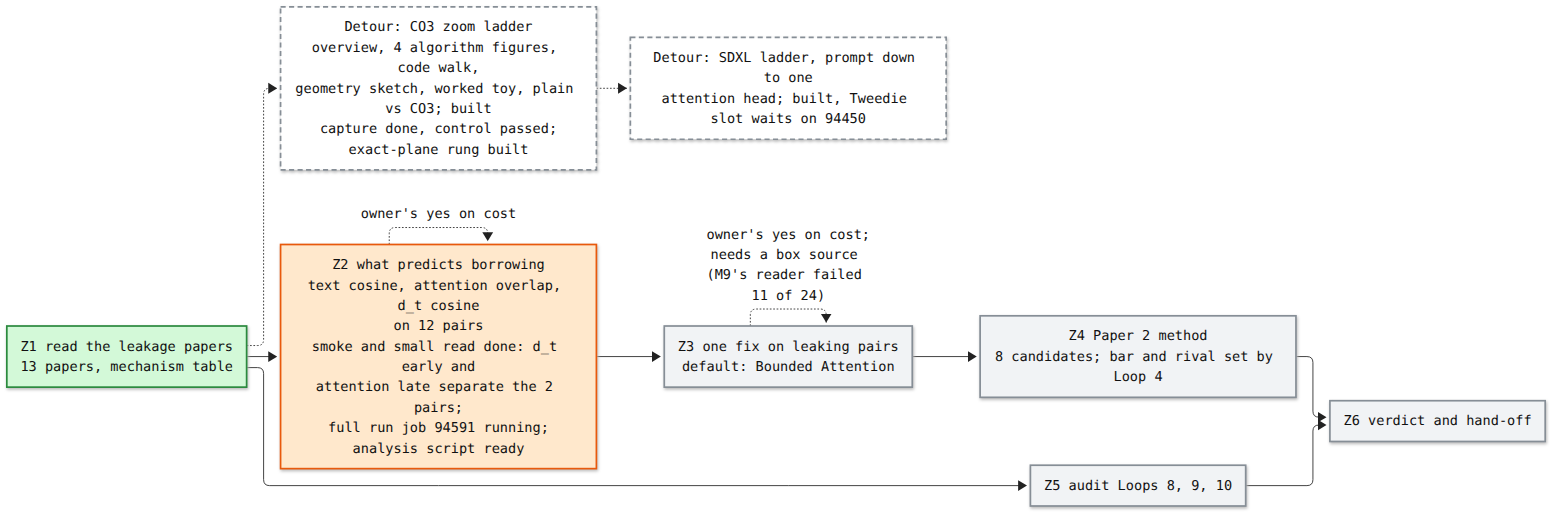 Detour: CO3 zoom ladder
overview, 4 algorithm figures,
code walk,
geometry sketch, worked toy, plain
vs CO3; built
capture done, control passed;
exact-plane rung built
Detour: SDXL ladder, prompt down
to one
attention head; built, Tweedie
slot waits on 94450
owner's yes on cost
owner's yes on cost;
needs a box source
(M9's reader failed
11 of 24)
Z1 read the leakage papers
13 papers, mechanism table
Z2 what predicts borrowing
text cosine, attention overlap,
d_t cosine
on 12 pairs
smoke and small read done: d_t
early and
attention late separate the 2
pairs;
full run job 94591 running;
analysis script ready
Z3 one fix on leaking pairs
default: Bounded Attention
Z4 Paper 2 method
8 candidates; bar and rival set by
Loop 4
Z5 audit Loops 8, 9, 10
Z6 verdict and hand-off